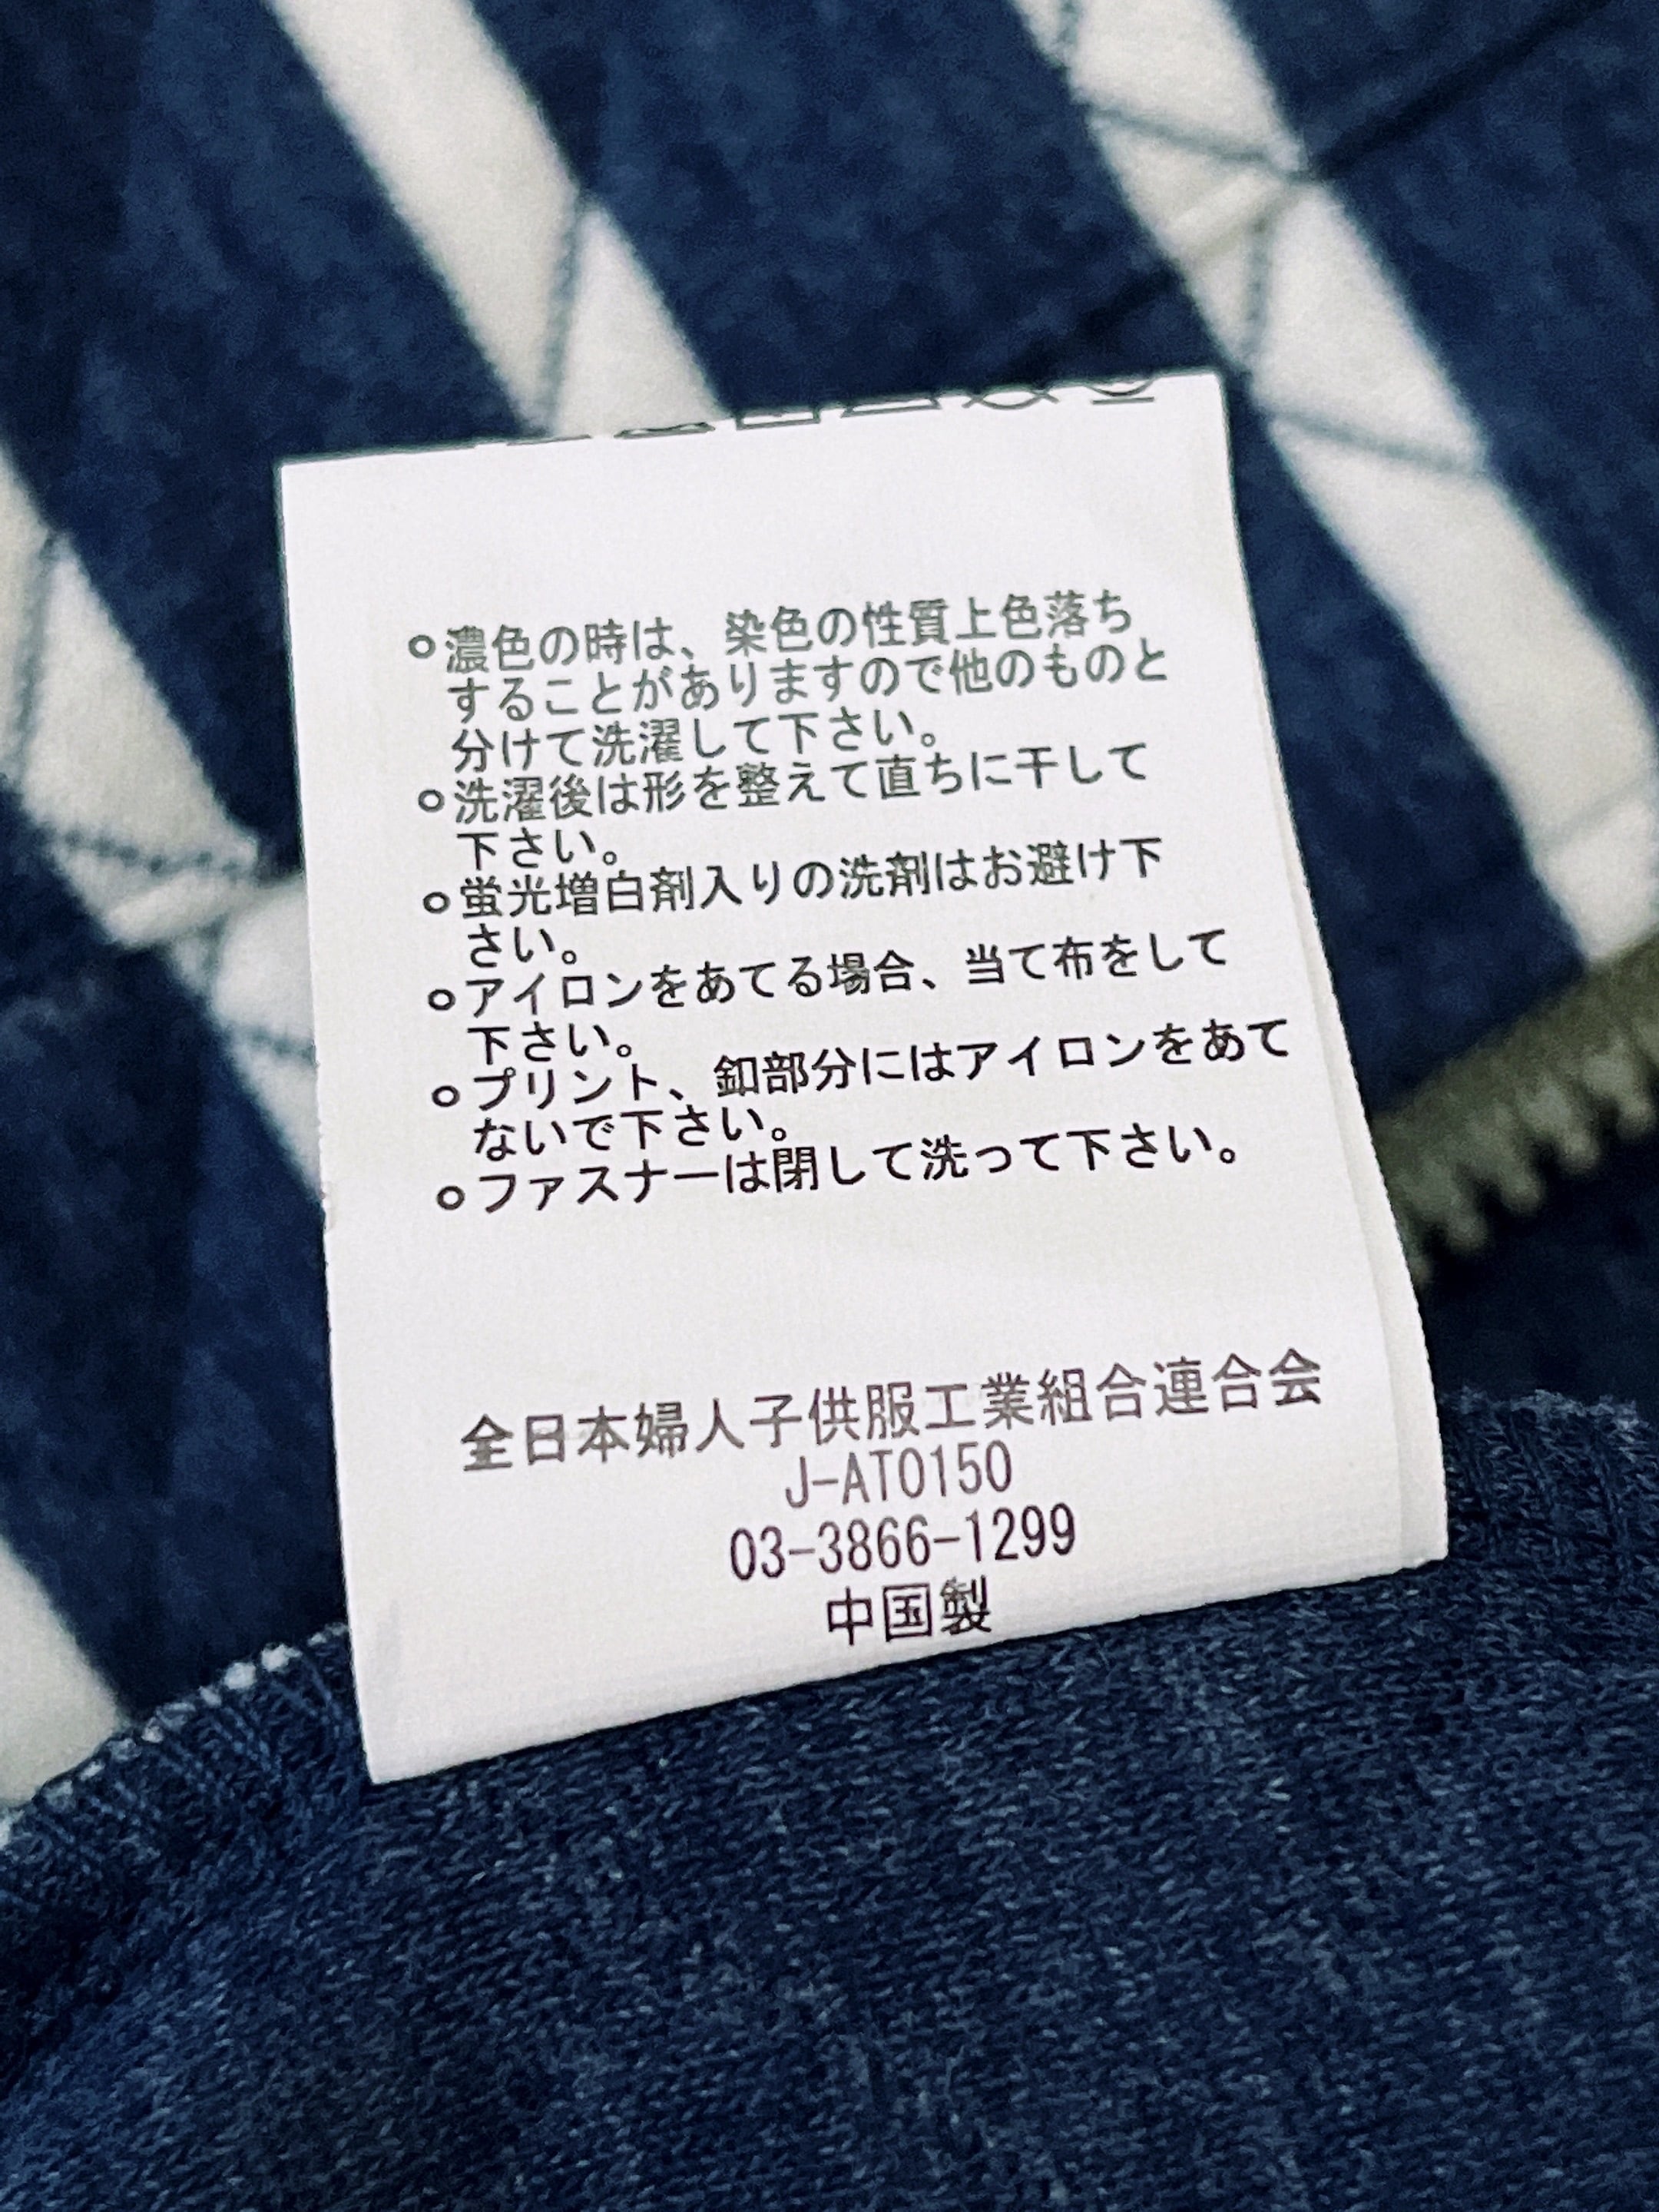 ○濃色の時は、染色の性質上色落ち
することがありますので他のものと
分けて洗濯して下さい。
○洗濯後は形を整えて直ちに干して
下さい。
○蛍光増白剤入りの洗剤はお避け下
さい。
○アイロンをあてる場合、当て布をして
下さい。
○プリント、釦部分にはアイロンをあて
ないで下さい。
○ファスナーは閉して洗って下さい。
全日本婦人子供服工業組合連合会
J-AT0150
03-3866-1299
中国製